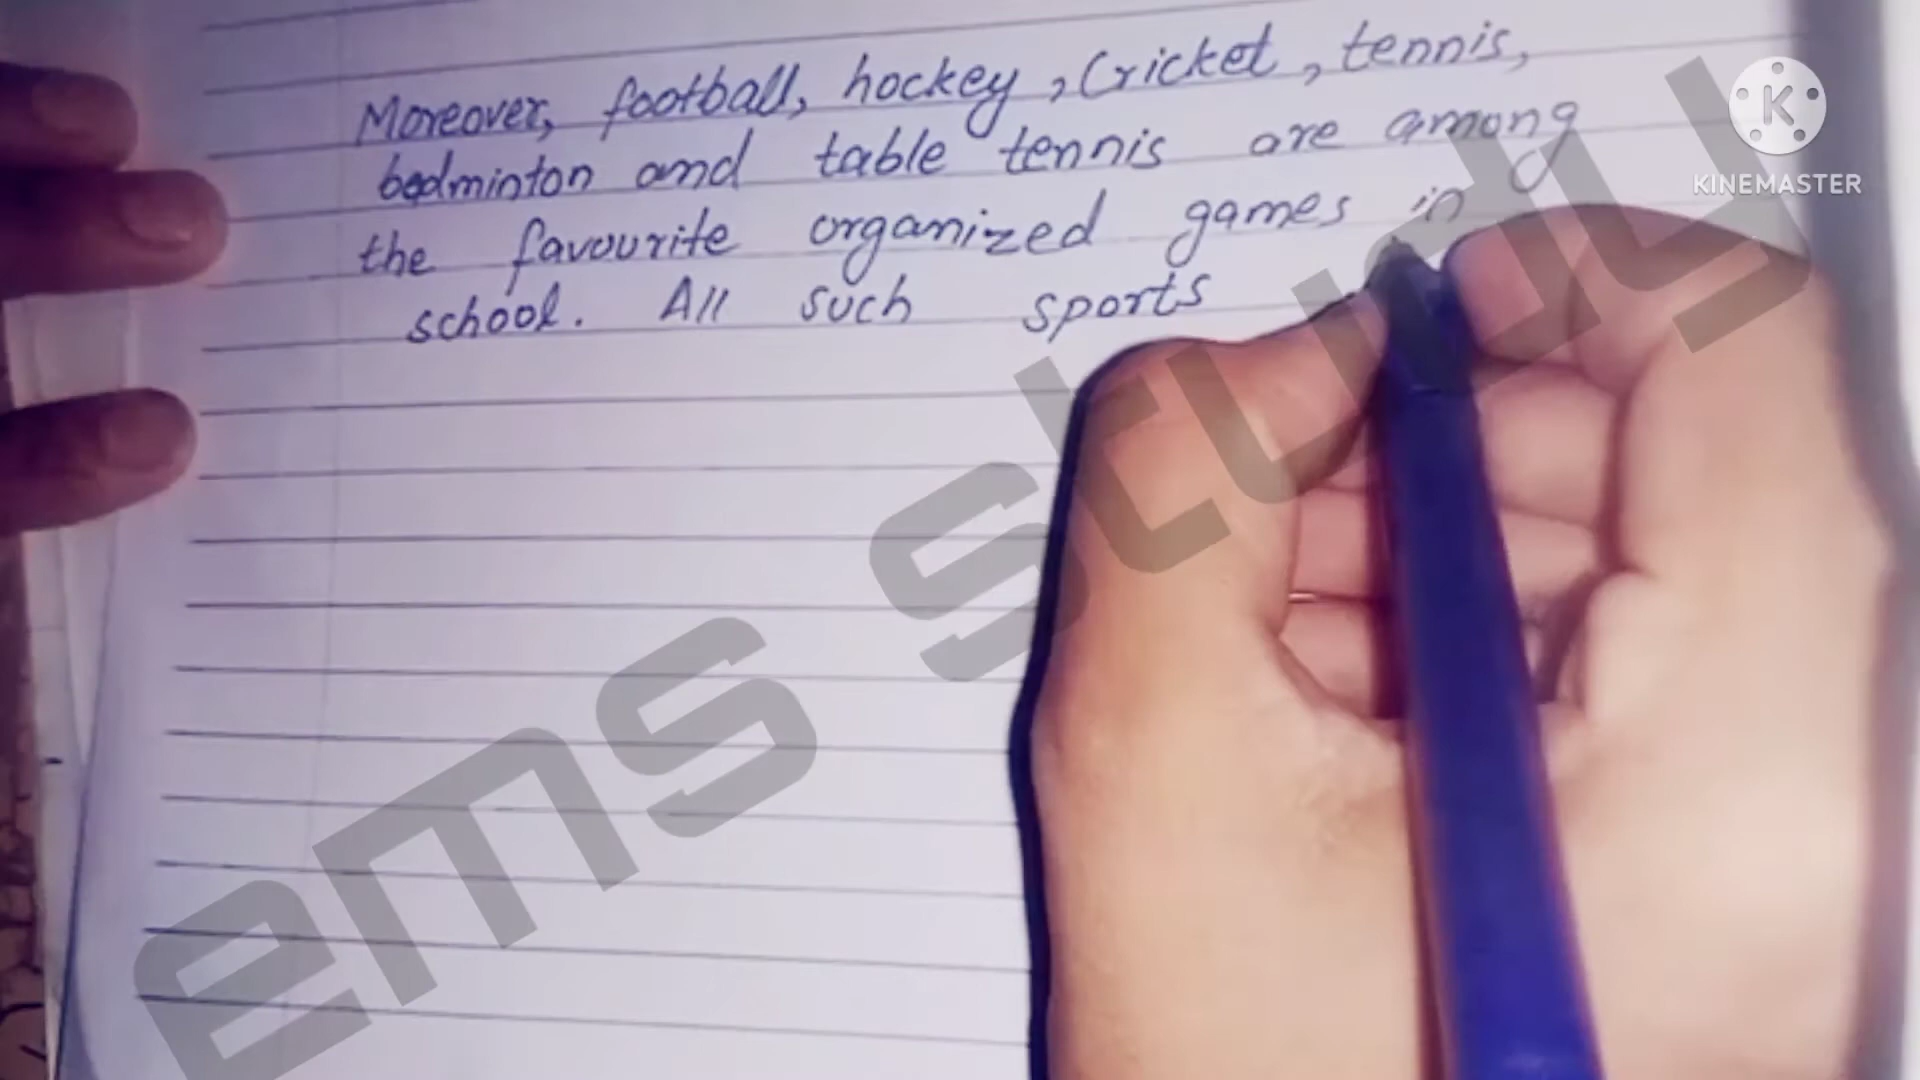 Moreover, football, hockey, Cricket, tennis,
badminton and table tennis are among
the favourite organized games in
school. All such sports
K
KINEMASTER
ems study